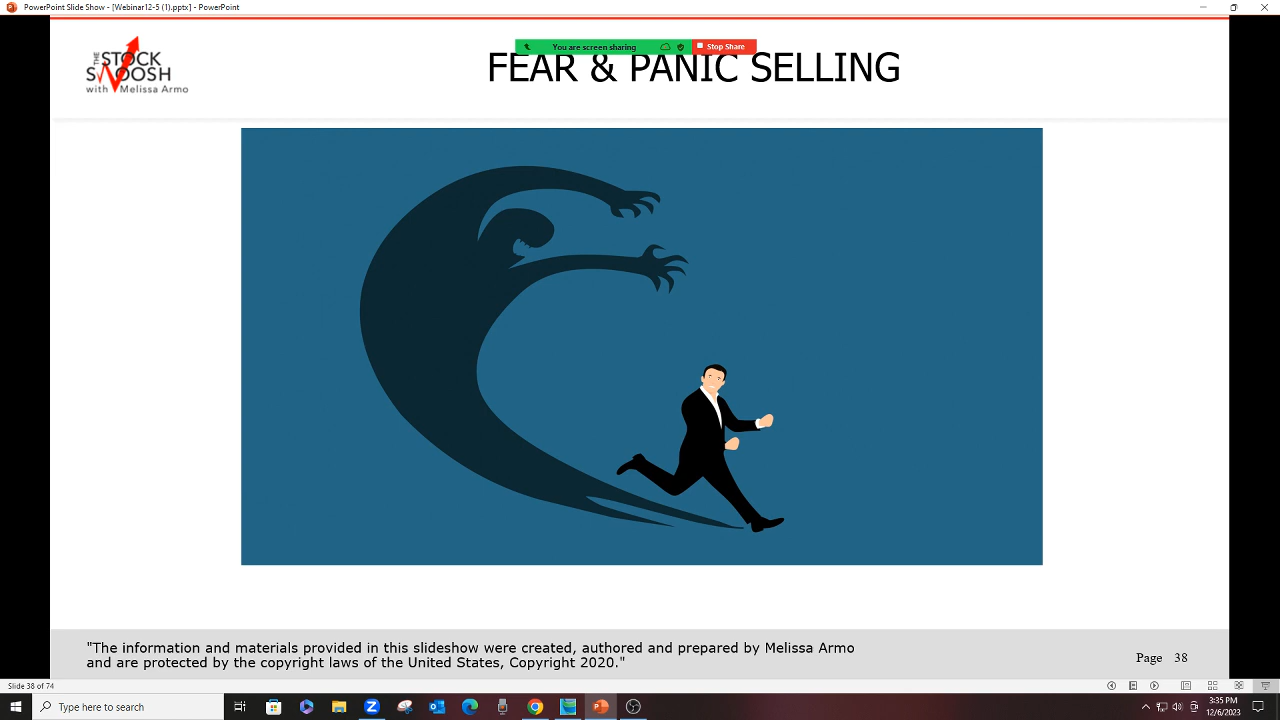 PowerPoint Slide Show - [Webinar12-5 (1).pptx] - PowerPoint
You are screen sharing
Stop Share
THE STOCK
SWOOSH
with Melissa Armo
FEAR & PANIC SELLING
"The information and materials provided in this slideshow were created, authored and prepared by Melissa Armo
and are protected by the copyright laws of the United States, Copyright 2020."
Page 38
Slide 38 of 74
Type here to search
3:35 PM
12/6/2023